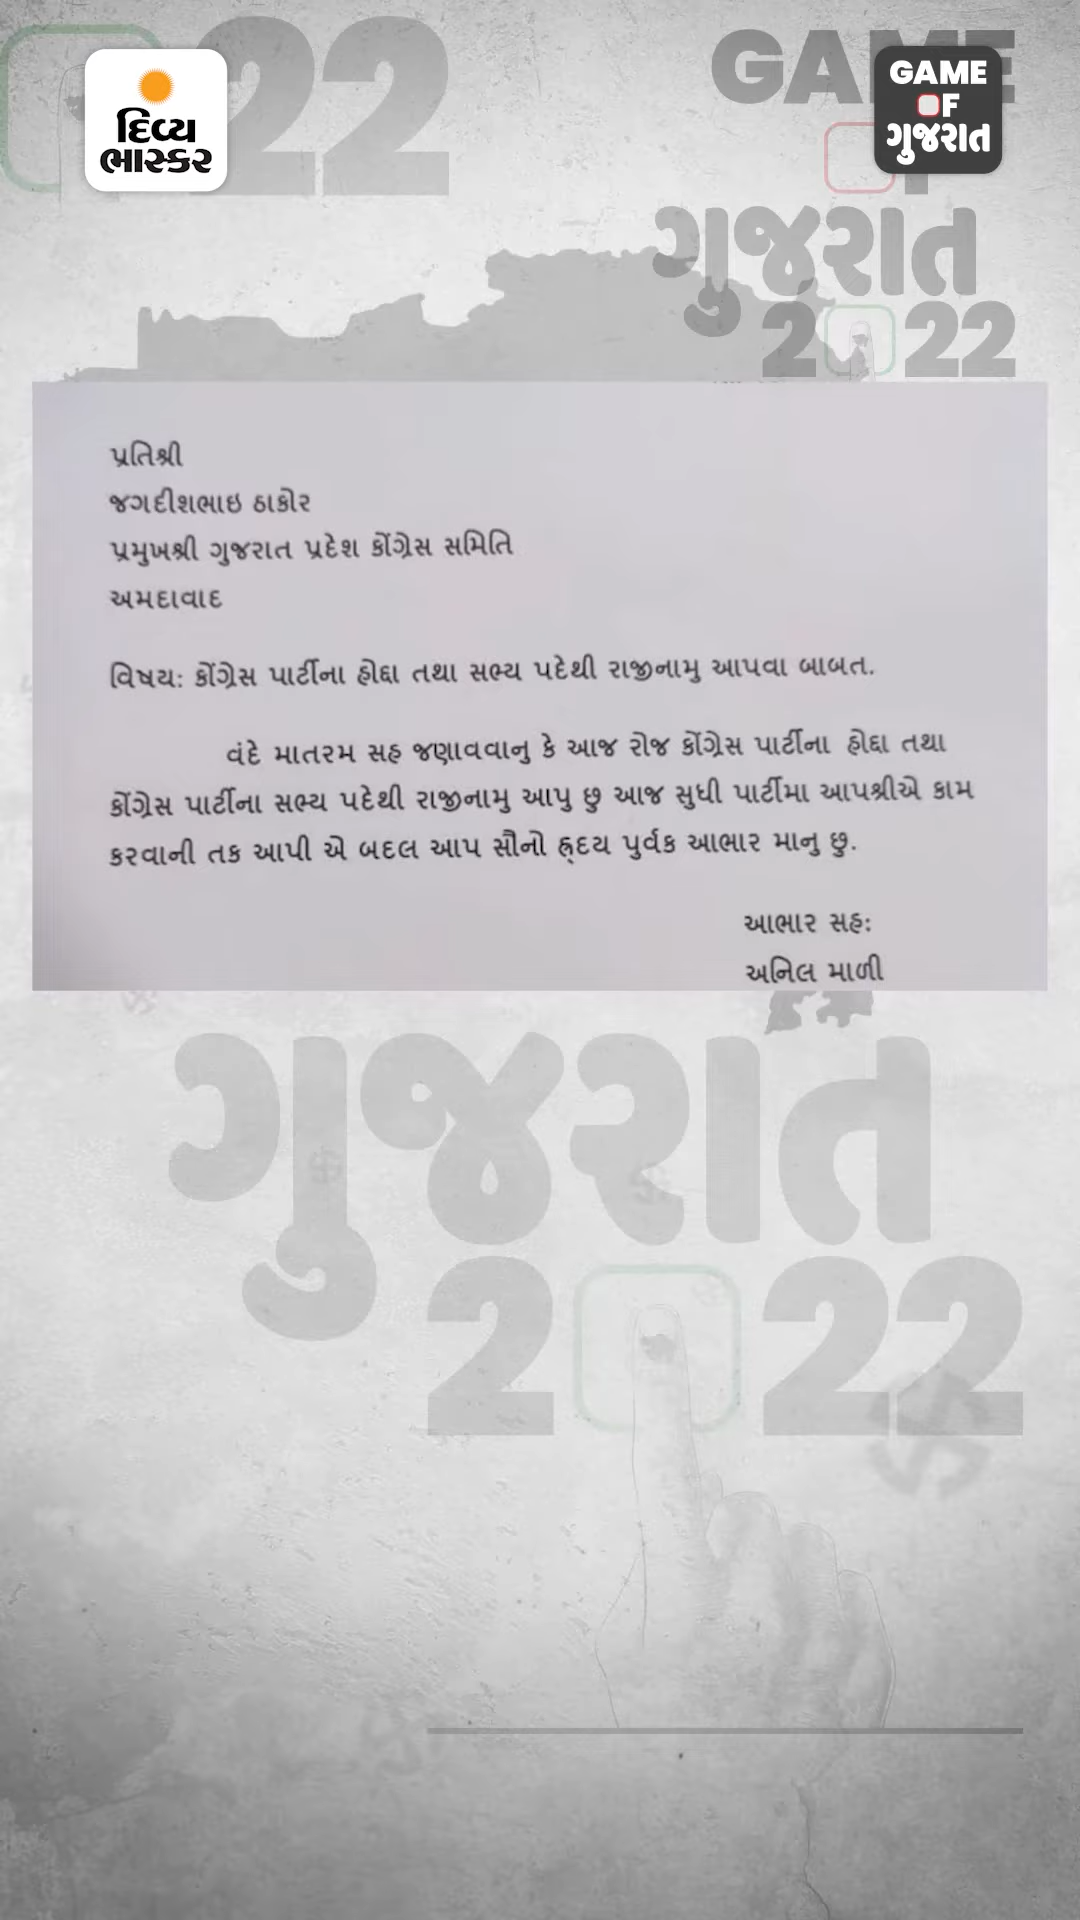 દિવ્ય
ભાસ્કર
22
GAME
OF
ગુજરાત
GAME
ગુજરાત
2022
પ્રતિશ્રી
જગદીશભાઇ ઠાકોર
પ્રમુખશ્રી ગુજરાત પ્રદેશ કોંગ્રેસ સમિતિ
અમદાવાદ
વિષય: કોંગ્રેસ પાર્ટીના હોદ્દા તથા સભ્ય પદેથી રાજીનામુ આપવા બાબત.
વંદે માતરમ સહ જણાવવાનુ કે આજ રોજ કોંગ્રેસ પાર્ટીના હોદ્દા તથા
કોંગ્રેસ પાર્ટીના સભ્ય પદેથી રાજીનામુ આપુ છુ આજ સુધી પાર્ટીમા આપશ્રીએ કામ
કરવાની તક આપી એ બદલ આપ સૌનો હ્રદય પુર્વક આભાર માનુ છુ.
આભાર સહ:
અનિલ માળી
ગુજરાત
2022